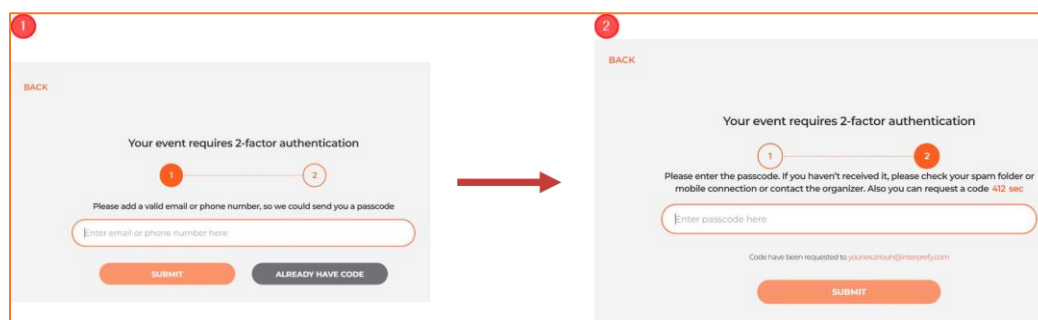 1
BACK
Your event requires 2-factor authentication
1 2
Please add a valid email or phone number, so we could send you a passcode
Enter email or phone number here
SUBMIT ALREADY HAVE CODE
2
BACK
Your event requires 2-factor authentication
1 2
Please enter the passcode. If you haven't received it, please check your spam folder or
mobile connection or contact the organizer. Also you can request a code 412 sec
Enter passcode here
Code have been requested to younes.zriauh@interprefy.com
SUBMIT